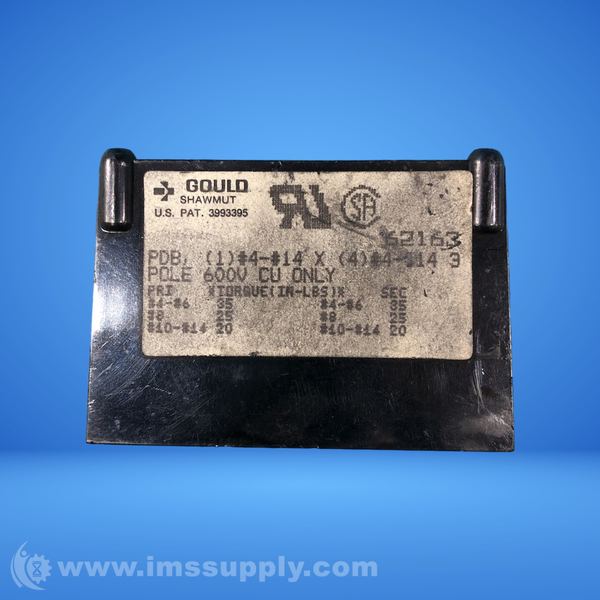 GOULD
SHAWMUT
U.S. PAT. 3993395
62163
PDB, (1)#4-#14 X (4)#4-#14 3
POLE 600V CU ONLY
PRI *TORQUE(IN-LBS)* SEC
#4-#6 35 #4-#6 35
#8 25 #8 25
#10-#14 20 #10-#14 20
www.imssupply.com